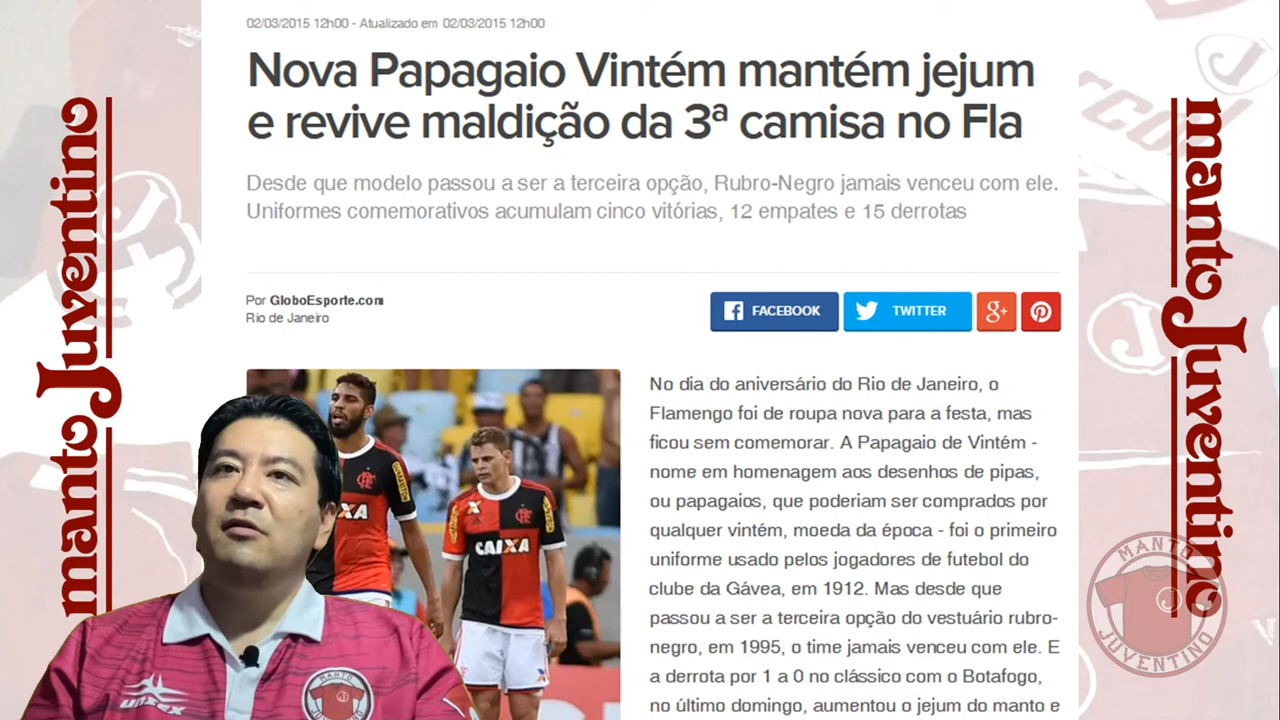 02/03/2015 12h00 - Atualizado em 02/03/2015 12h00
Nova Papagaio Vintém mantém jejum
e revive maldição da 3ª camisa no Fla
Desde que modelo passou a ser a terceira opção, Rubro-Negro jamais venceu com ele.
Uniformes comemorativos acumulam cinco vitórias, 12 empates e 15 derrotas
Por GloboEsporte.com
Rio de Janeiro
FACEBOOK
TWITTER
g+
No dia do aniversário do Rio de Janeiro, o
Flamengo foi de roupa nova para a festa, mas
ficou sem comemorar. A Papagaio de Vintém -
nome em homenagem aos desenhos de pipas,
ou papagaios, que poderiam ser comprados por
qualquer vintém, moeda da época - foi o primeiro
uniforme usado pelos jogadores de futebol do
clube da Gávea, em 1912. Mas desde que
passou a ser a terceira opção do vestuário rubro-
negro, em 1995, o time jamais venceu com ele. E
a derrota por 1 a 0 no clássico com o Botafogo,
no último domingo, aumentou o jejum do manto e
manto Juventino
manto Juventino
CAIXA
MANTO
J
JUVENTINO
MANTO
J
JUVENTINO